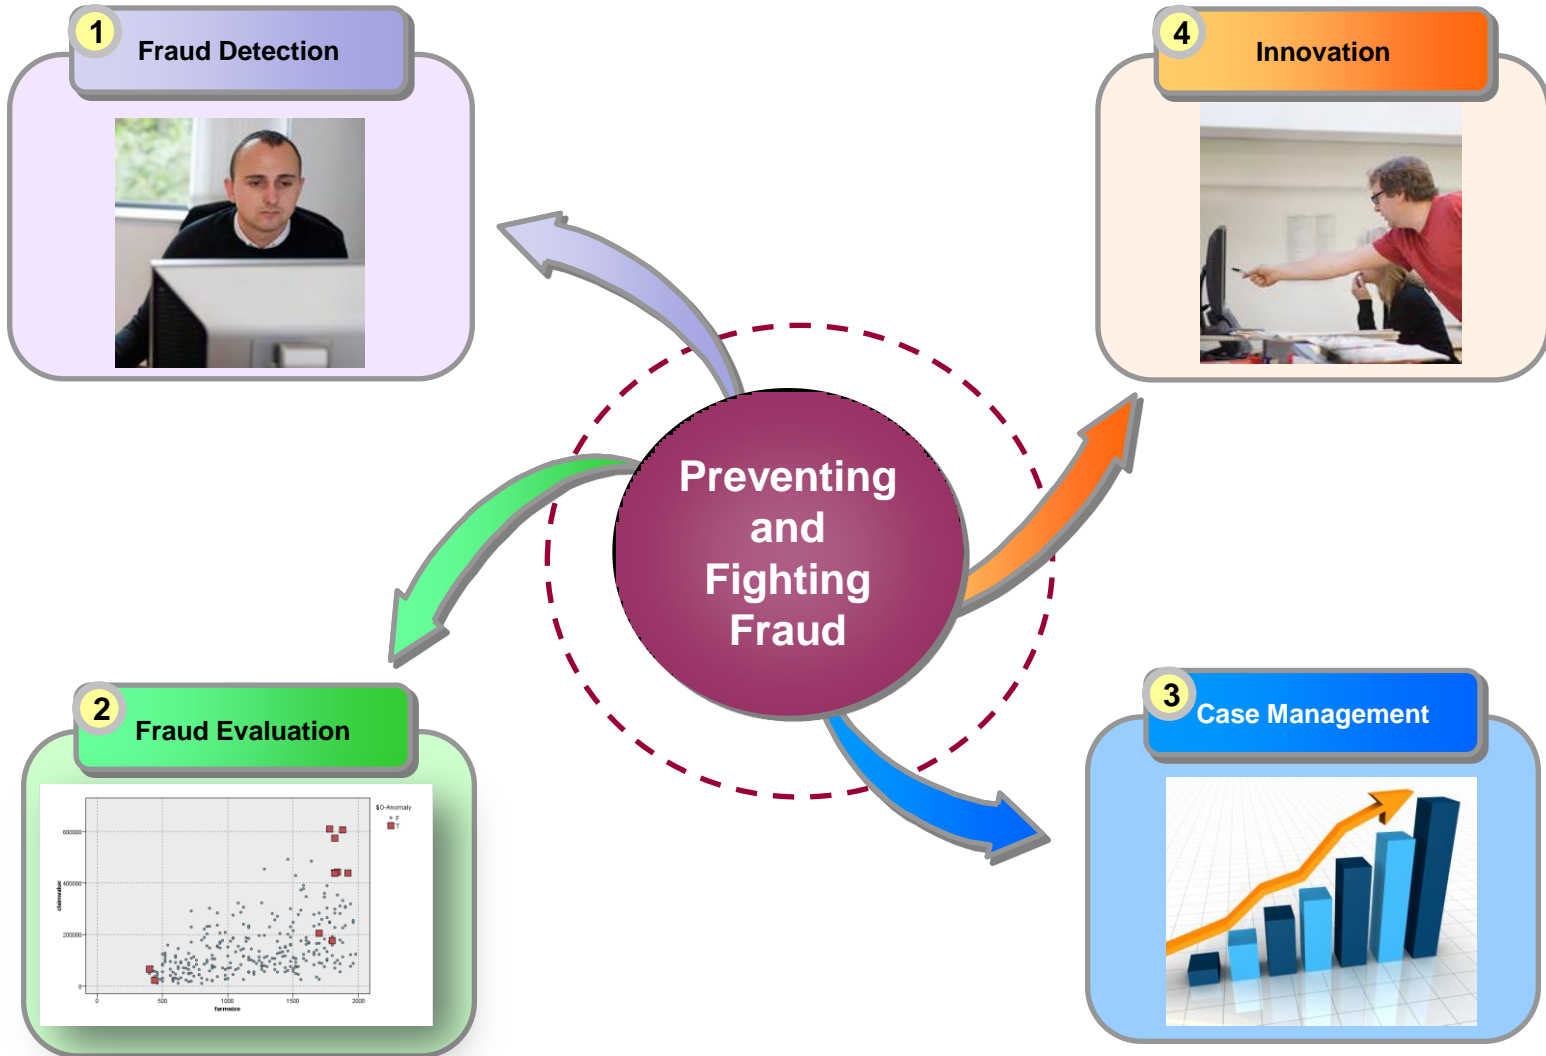 1
Fraud Detection
4
Innovation
Preventing
and
Fighting
Fraud
2
Fraud Evaluation
3
Case Management
$O-Anomaly
F
T
600000
400000
200000
0
claimvalue
0 500 1000 1500 2000
farmsize